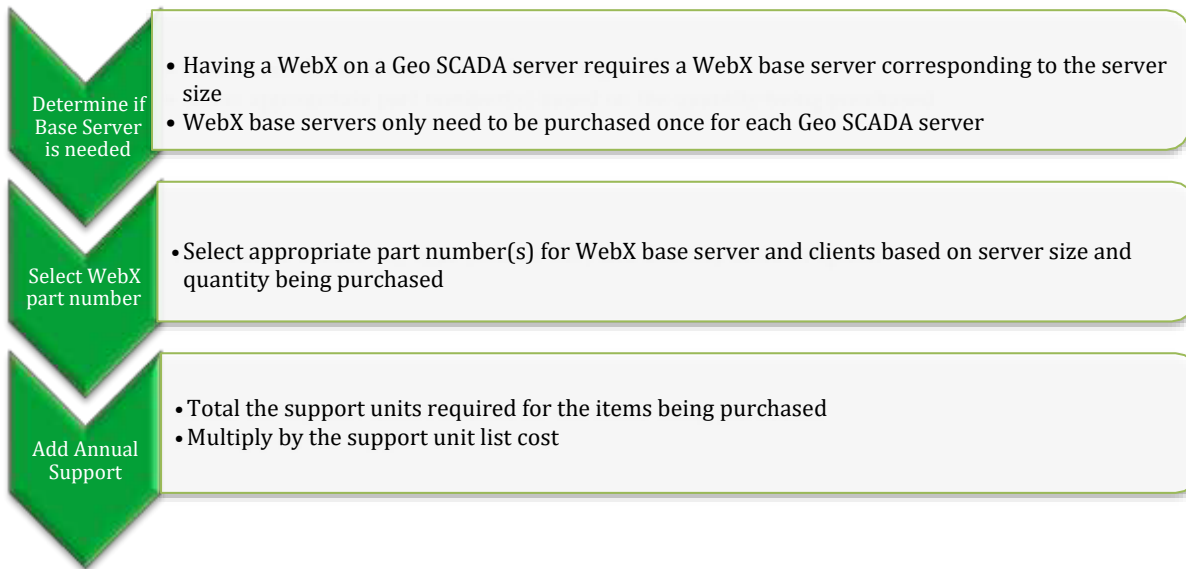 Determine if
Base Server
is needed
• Having a WebX on a Geo SCADA server requires a WebX base server corresponding to the server
size
• WebX base servers only need to be purchased once for each Geo SCADA server
Select WebX
part number
• Select appropriate part number(s) for WebX base server and clients based on server size and
quantity being purchased
Add Annual
Support
• Total the support units required for the items being purchased
• Multiply by the support unit list cost